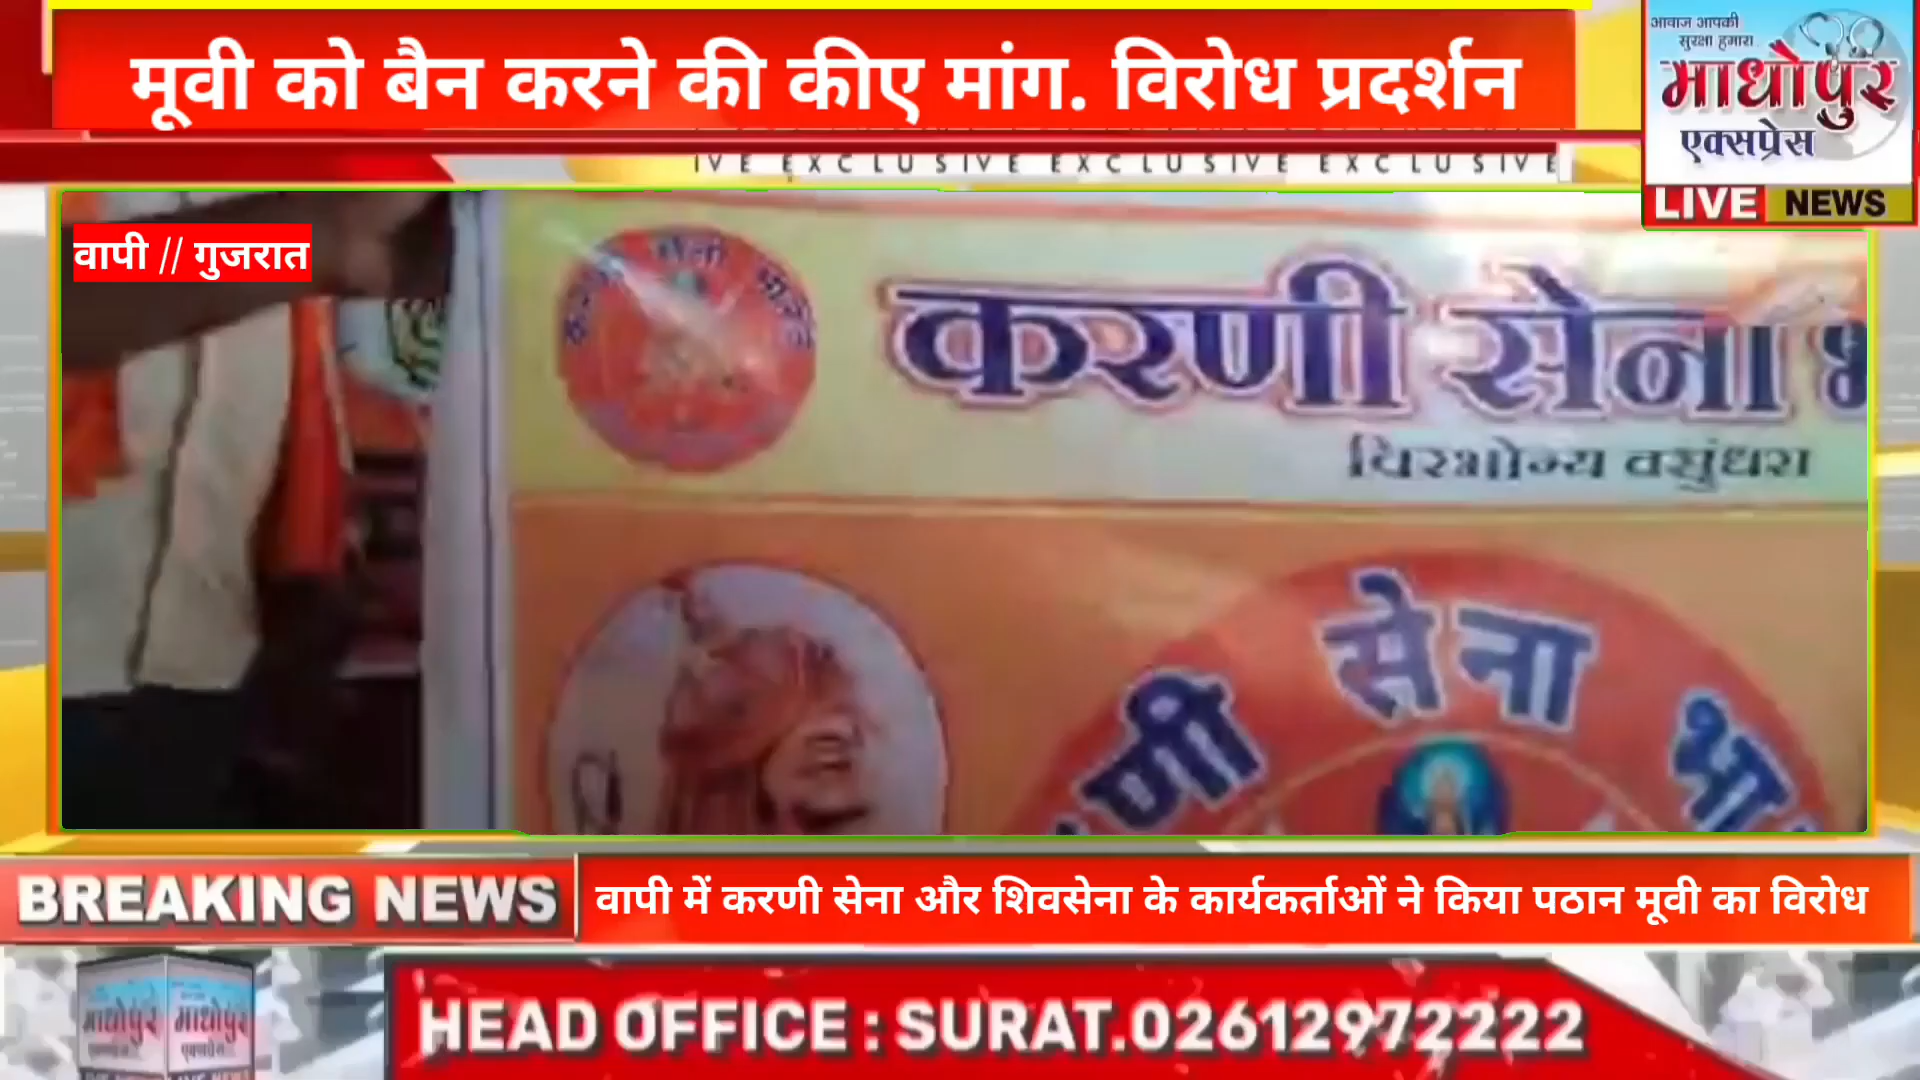 मूवी को बैन करने की कीए मांग. विरोध प्रदर्शन
आवाज आपकी
सुरक्षा हमारा
माधोपुर
एक्सप्रेस
LIVE NEWS
IVE EXCLUSIVE EXCLUSIVE EXCLUSIVE
वापी // गुजरात
सेना
करणी सेना
विरभोग्य वसुंधरा
णी सेना भा
BREAKING NEWS
वापी में करणी सेना और शिवसेना के कार्यकर्ताओं ने किया पठान मूवी का विरोध
माधोपुर माधोपुर
HEAD OFFICE : SURAT.02612972222